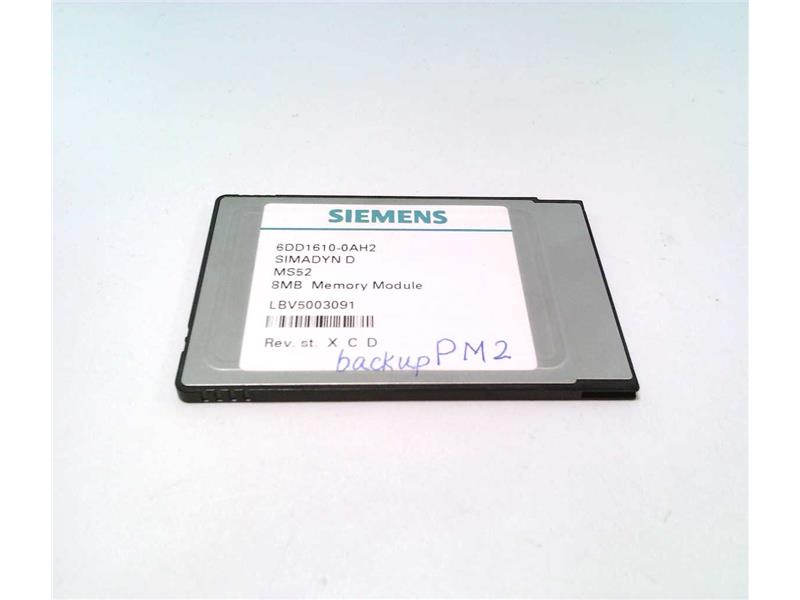 SIEMENS
6DD1610-0AH2
SIMADYN D
MS52
8MB Memory Module
LBV5003091
Rev. st. X C D
backup PM2